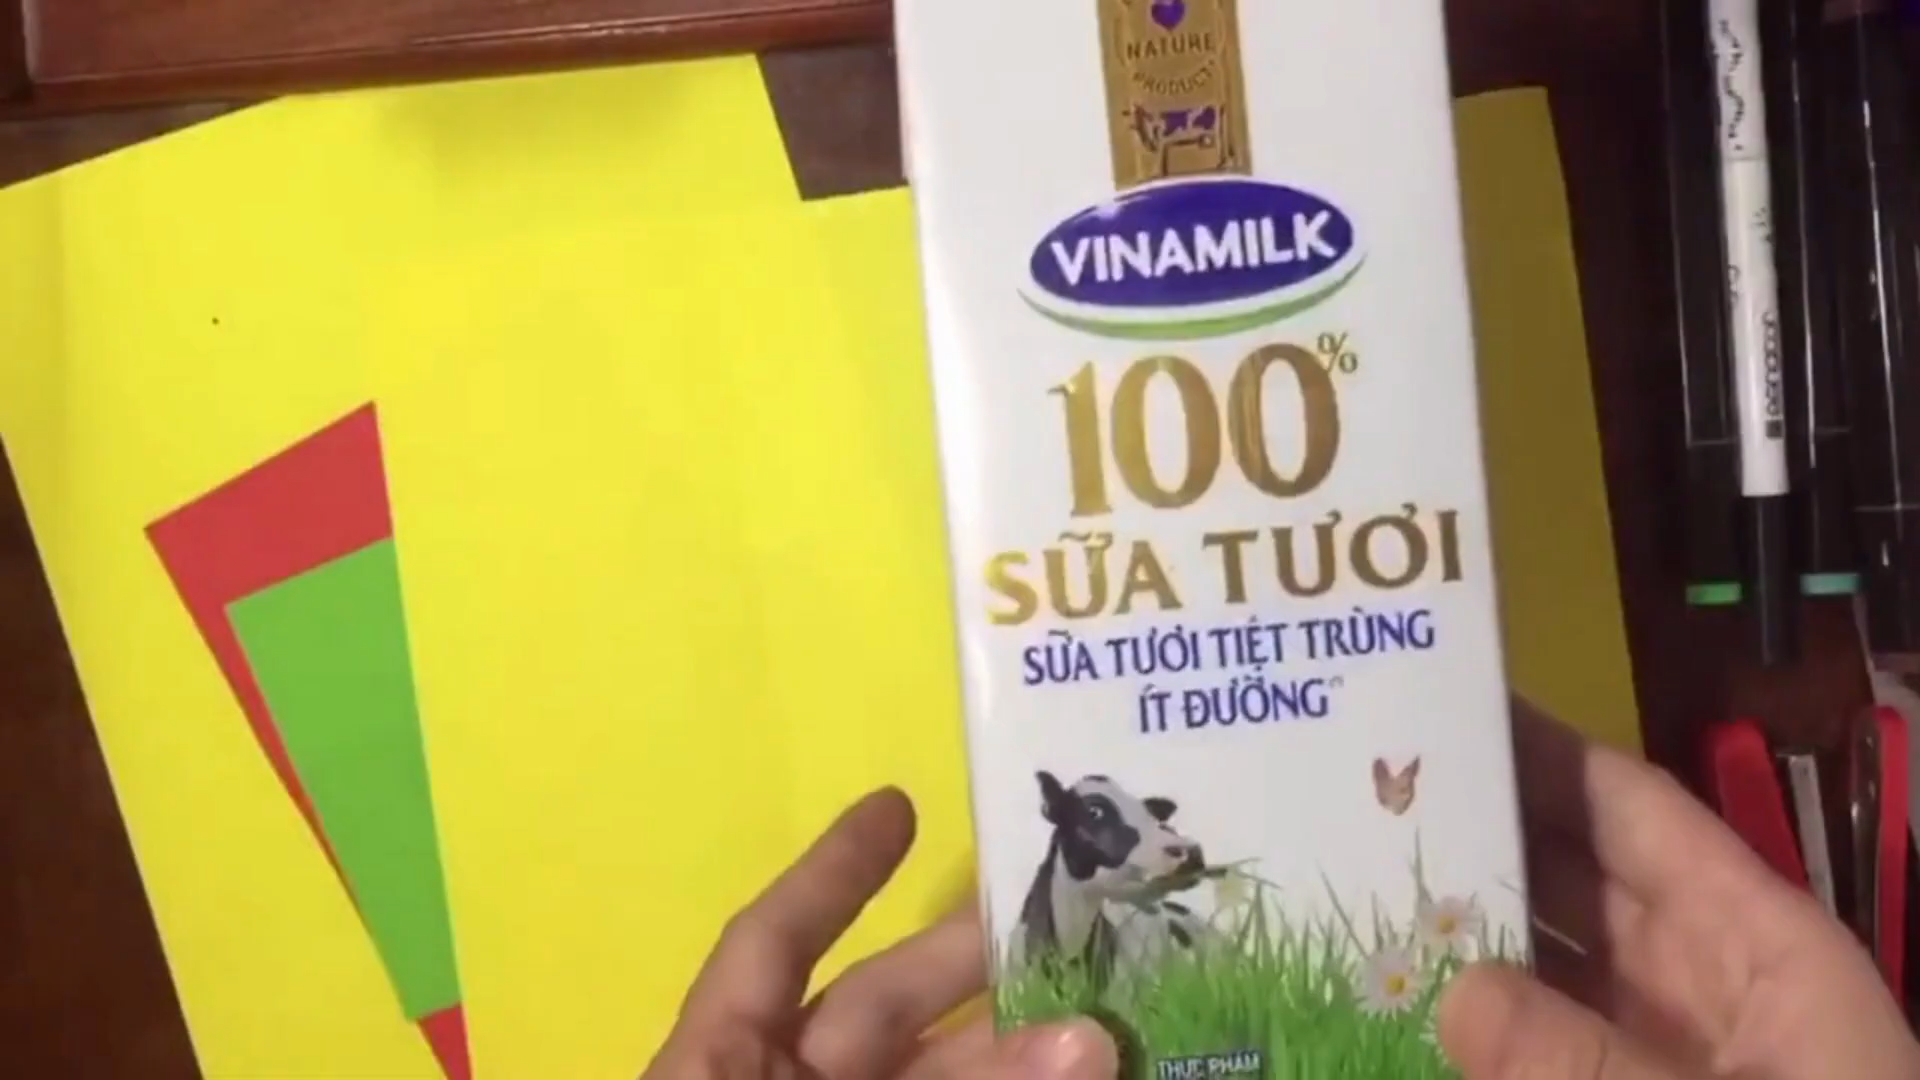 NATURE
PRODUCT
VINAMILK
100%
SỮA TƯƠI
SỮA TƯƠI TIỆT TRÙNG
ÍT ĐƯỜNG
THỰC PHẨM